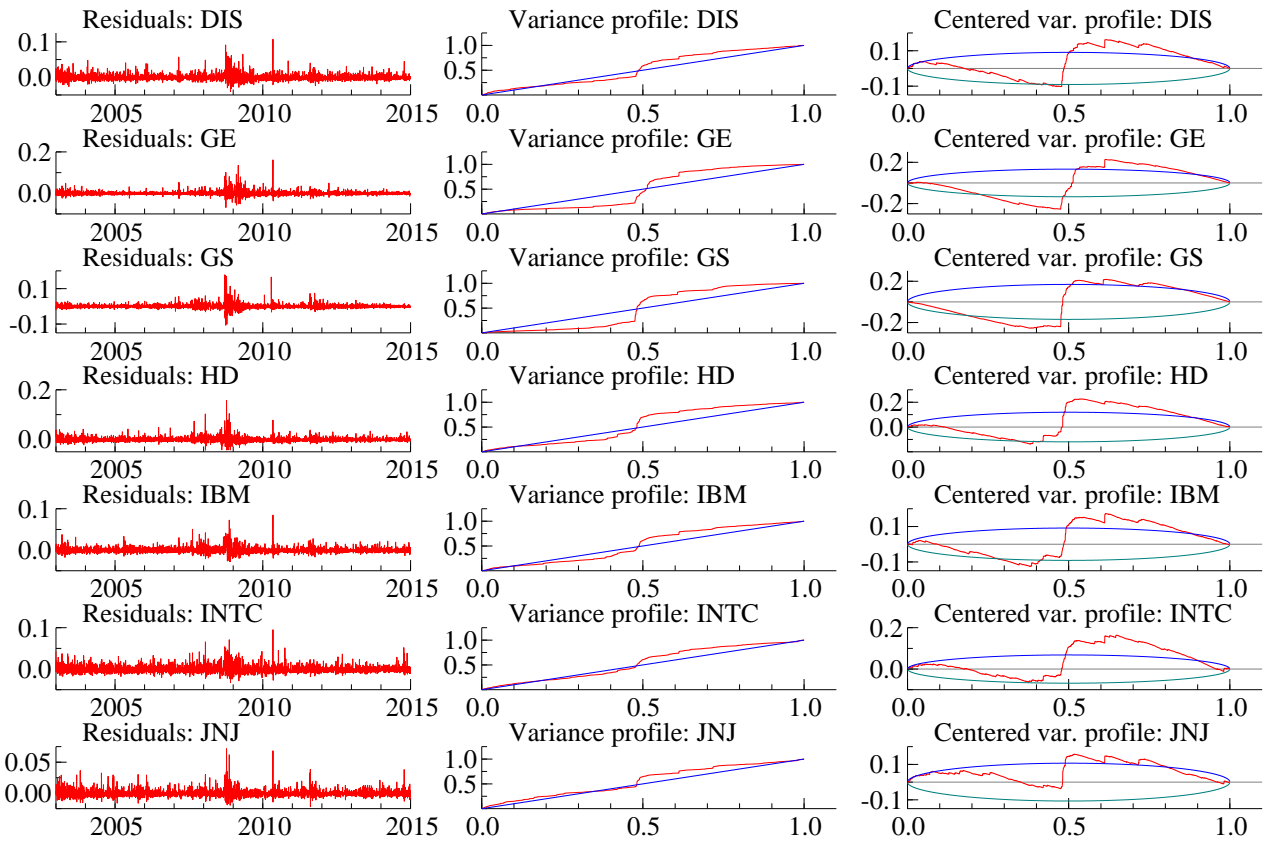 Residuals: DIS Variance profile: DIS Centered var. profile: DIS
0.1 1.0 0.1
0.5
0.0 -0.1
2005 2010 2015 0.0 0.5 1.0 0.0 0.5 1.0
Residuals: GE Variance profile: GE Centered var. profile: GE
0.2 1.0 0.2
0.5
0.0 -0.2
2005 2010 2015 0.0 0.5 1.0 0.0 0.5 1.0
Residuals: GS Variance profile: GS Centered var. profile: GS
0.1 1.0 0.2
0.5
-0.1 -0.2
2005 2010 2015 0.0 0.5 1.0 0.0 0.5 1.0
Residuals: HD Variance profile: HD Centered var. profile: HD
0.2 1.0 0.2
0.5
0.0 0.0
2005 2010 2015 0.0 0.5 1.0 0.0 0.5 1.0
Residuals: IBM Variance profile: IBM Centered var. profile: IBM
0.1 1.0 0.1
0.5
0.0 -0.1
2005 2010 2015 0.0 0.5 1.0 0.0 0.5 1.0
Residuals: INTC Variance profile: INTC Centered var. profile: INTC
0.1 1.0 0.2
0.5
0.0 0.0
2005 2010 2015 0.0 0.5 1.0 0.0 0.5 1.0
Residuals: JNJ Variance profile: JNJ Centered var. profile: JNJ
0.05 1.0 0.1
0.5
0.00 -0.1
2005 2010 2015 0.0 0.5 1.0 0.0 0.5 1.0